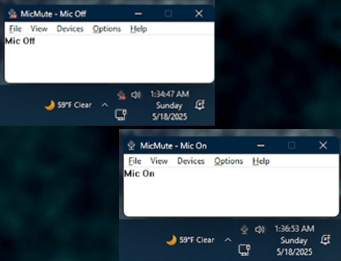 MicMute - Mic Off
File View Devices Options Help
Mic Off
59°F Clear
1:34:47 AM
Sunday
5/18/2025
MicMute - Mic On
File View Devices Options Help
Mic On
59°F Clear
1:36:53 AM
Sunday
5/18/2025